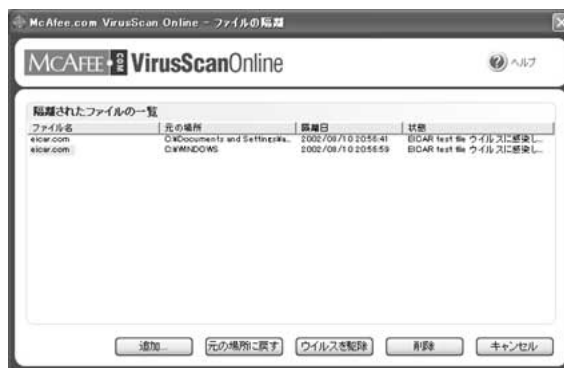 McAfee.com VirusScan Online - ファイルの隔離
McAFEE .COM VirusScanOnline
ヘルプ
隔離されたファイルの一覧
ファイル名 元の場所 隔離日 状態
eicar.com C:¥Documents and Settings¥a... 2002/08/10 20:56:41 EICAR test file ウイルスに感染し...
eicar.com C:¥WINDOWS 2002/08/10 20:56:59 EICAR test file ウイルスに感染し...
追加... 元の場所に戻す ウイルスを駆除 削除 キャンセル